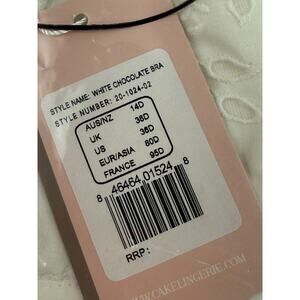 STYLE NAME: WHITE CHOCOLATE BRA
STYLE NUMBER: 20-1024-02
AUS/NZ 14D
UK 36D
US 36D
EUR/ASIA 80D
FRANCE 95D
8 46464 01524 8
RRP:
WWW.CAKELINGERIE.COM